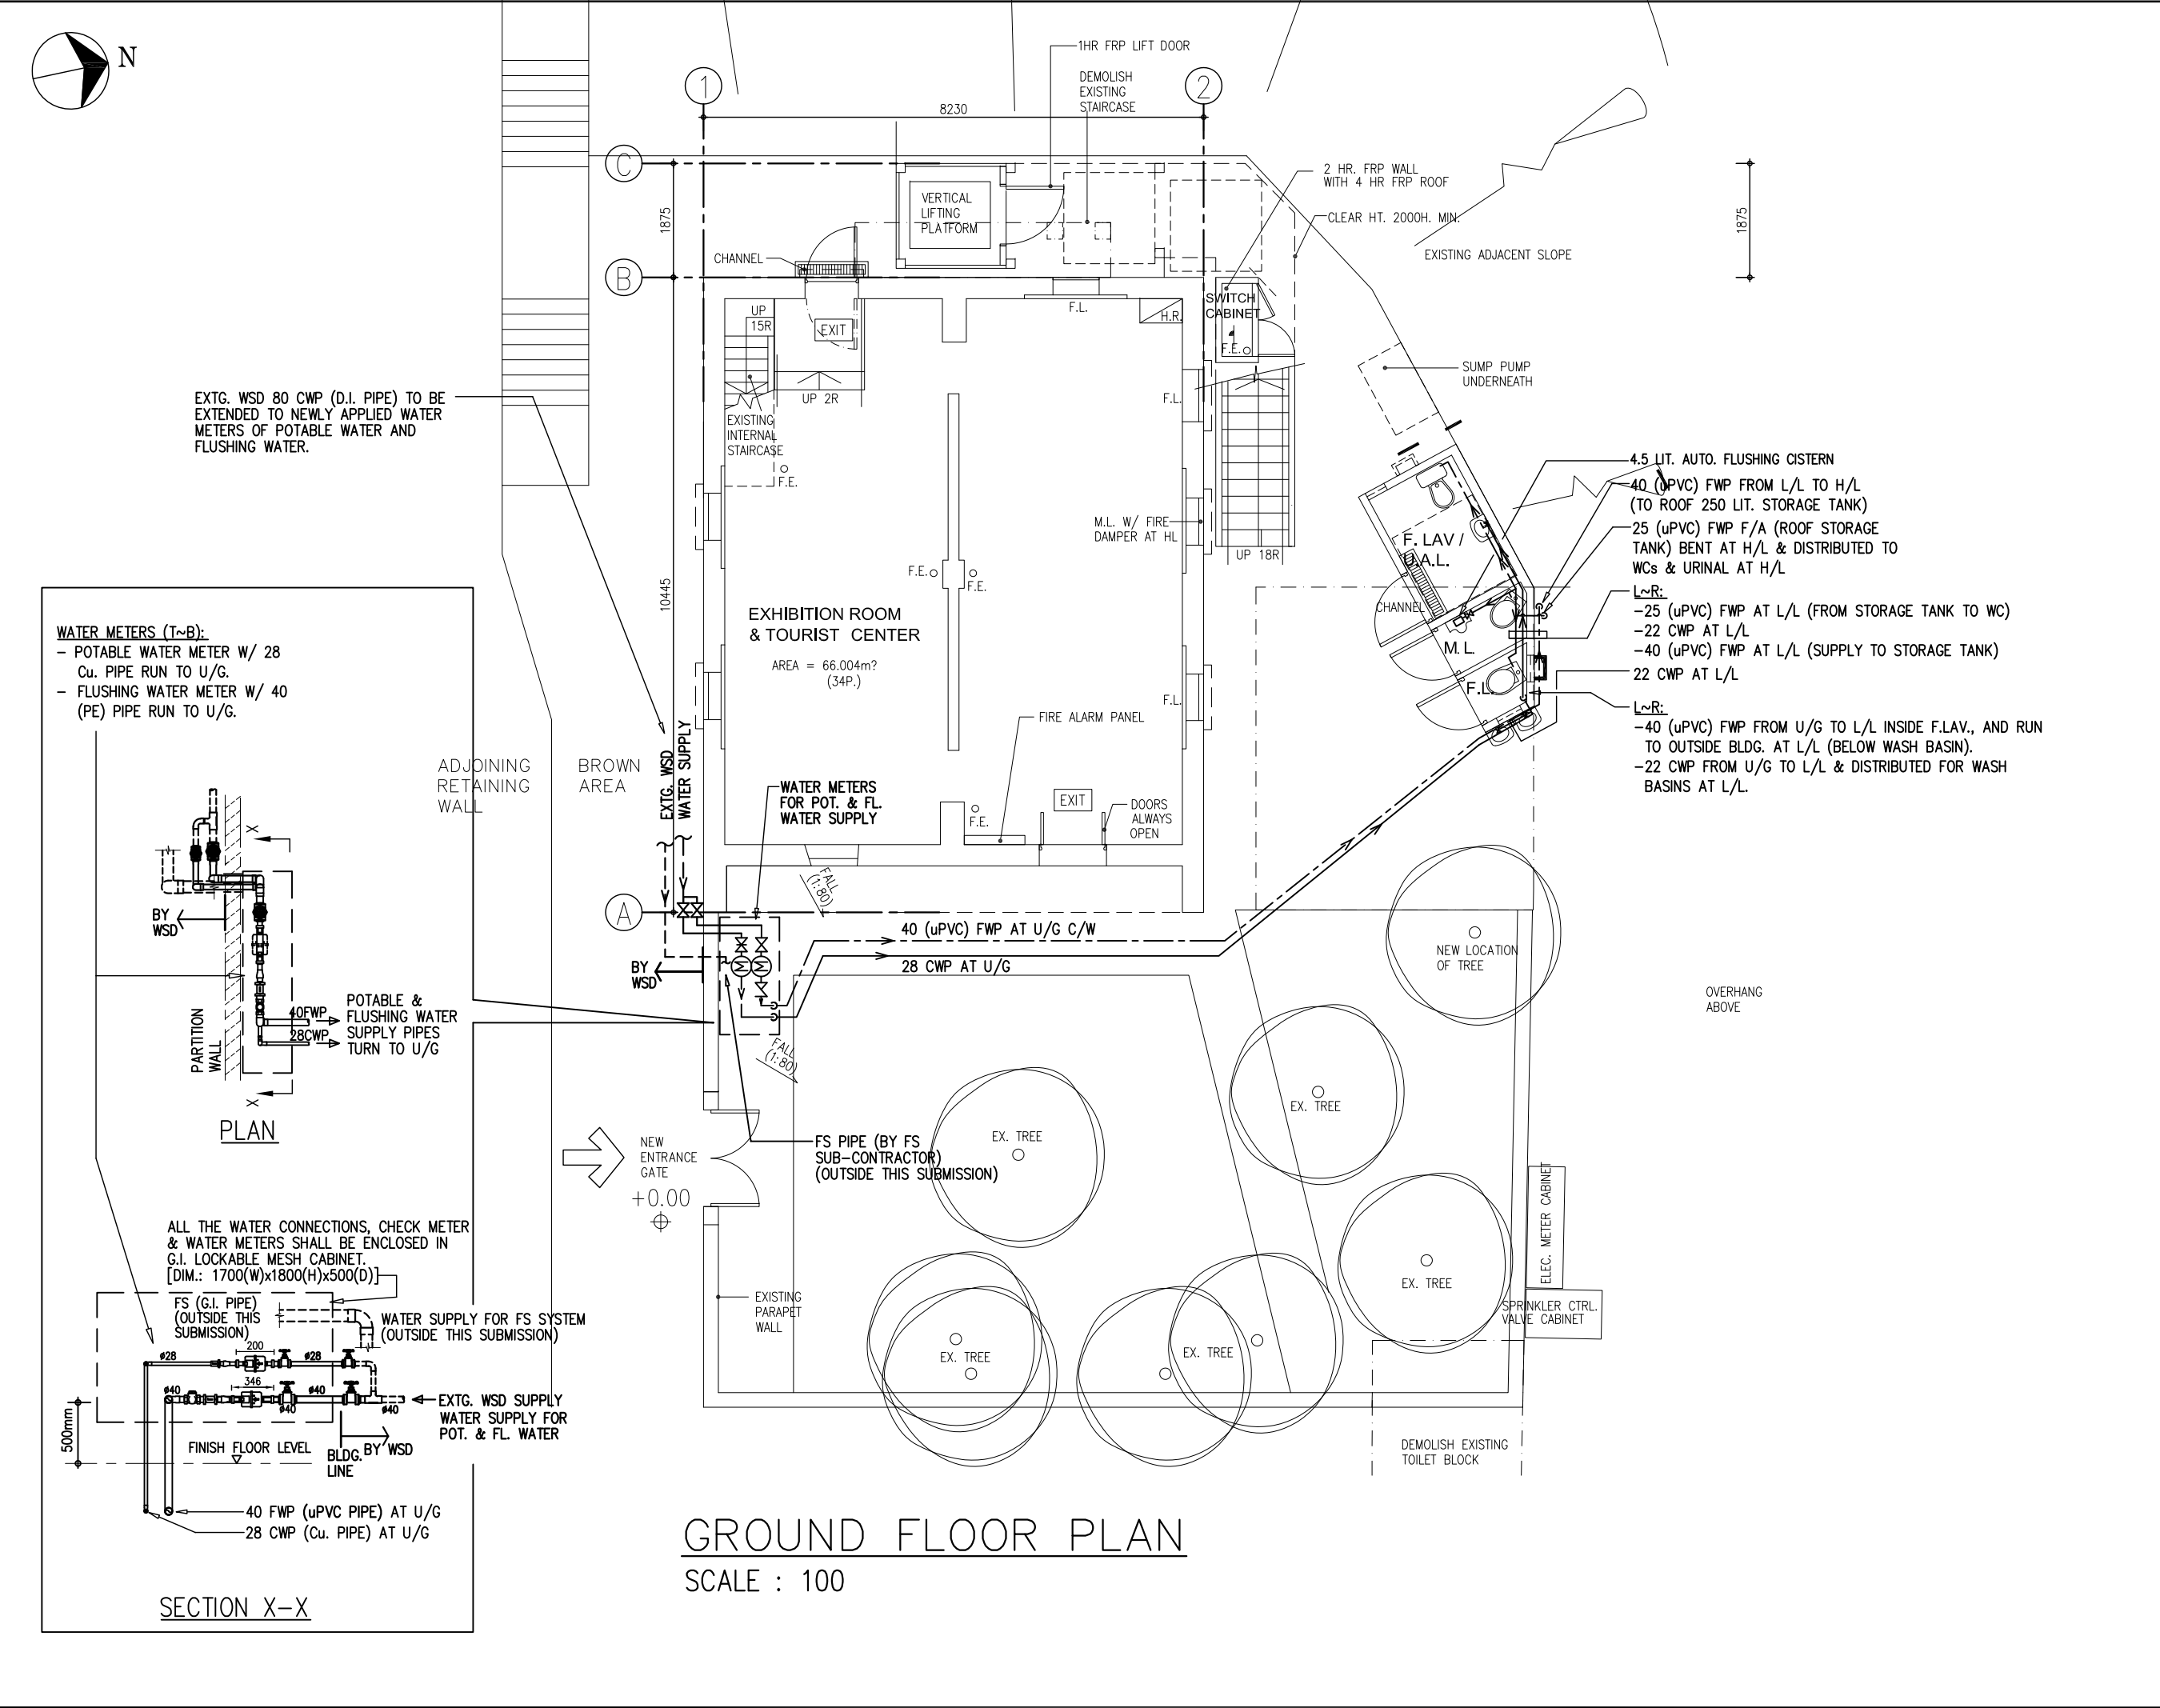 N
1
2
8230
1HR FRP LIFT DOOR
DEMOLISH
EXISTING
STAIRCASE
C
B
A
1875
10445
1875
VERTICAL
LIFTING
PLATFORM
2 HR. FRP WALL
WITH 4 HR FRP ROOF
CLEAR HT. 2000H. MIN.
EXISTING ADJACENT SLOPE
CHANNEL
UP
15R
EXIT
UP 2R
F.L.
H.R.
SWITCH
CABINET
F.E.
EXISTING
INTERNAL
STAIRCASE
F.E.
F.L.
SUMP PUMP
UNDERNEATH
EXTG. WSD 80 CWP (D.I. PIPE) TO BE
EXTENDED TO NEWLY APPLIED WATER
METERS OF POTABLE WATER AND
FLUSHING WATER.
M.L. W/ FIRE
DAMPER AT HL
UP 18R
F.E.
F.E.
EXHIBITION ROOM
& TOURIST CENTER
AREA = 66.004m?
(34P.)
F.L.
FIRE ALARM PANEL
F. LAV /
U.A.L.
CHANNEL
M.L.
F.L.
4.5 LIT. AUTO. FLUSHING CISTERN
40 (uPVC) FWP FROM L/L TO H/L
(TO ROOF 250 LIT. STORAGE TANK)
25 (uPVC) FWP F/A (ROOF STORAGE
TANK) BENT AT H/L & DISTRIBUTED TO
WCs & URINAL AT H/L
L~R:
-25 (uPVC) FWP AT L/L (FROM STORAGE TANK TO WC)
-22 CWP AT L/L
-40 (uPVC) FWP AT L/L (SUPPLY TO STORAGE TANK)
22 CWP AT L/L
L~R:
-40 (uPVC) FWP FROM U/G TO L/L INSIDE F.LAV., AND RUN
TO OUTSIDE BLDG. AT L/L (BELOW WASH BASIN).
-22 CWP FROM U/G TO L/L & DISTRIBUTED FOR WASH
BASINS AT L/L.
WATER METERS (T~B):
- POTABLE WATER METER W/ 28
Cu. PIPE RUN TO U/G.
- FLUSHING WATER METER W/ 40
(PE) PIPE RUN TO U/G.
ADJOINING
RETAINING
WALL
BROWN
AREA
EXTG. WSD
WATER SUPPLY
WATER METERS
FOR POT. & FL.
WATER SUPPLY
F.E.
EXIT
DOORS
ALWAYS
OPEN
FALL
(1:80)
40 (uPVC) FWP AT U/G C/W
28 CWP AT U/G
BY
WSD
M
M
FALL
(1:80)
NEW LOCATION
OF TREE
OVERHANG
ABOVE
X
BY
WSD
PARTITION
WALL
40FWP
28CWP
POTABLE &
FLUSHING WATER
SUPPLY PIPES
TURN TO U/G
X
PLAN
NEW
ENTRANCE
GATE
+0.00
FS PIPE (BY FS
SUB-CONTRACTOR)
(OUTSIDE THIS SUBMISSION)
EX. TREE
EX. TREE
EX. TREE
EX. TREE
EX. TREE
ELEC. METER CABINET
SPRINKLER CTRL.
VALVE CABINET
EXISTING
PARAPET
WALL
DEMOLISH EXISTING
TOILET BLOCK
ALL THE WATER CONNECTIONS, CHECK METER
& WATER METERS SHALL BE ENCLOSED IN
G.I. LOCKABLE MESH CABINET.
[DIM.: 1700(W)x1800(H)x500(D)]
FS (G.I. PIPE)
(OUTSIDE THIS
SUBMISSION)
WATER SUPPLY FOR FS SYSTEM
(OUTSIDE THIS SUBMISSION)
200
ø28
ø28
346
ø40
ø40
ø40
ø40
EXTG. WSD SUPPLY
WATER SUPPLY FOR
POT. & FL. WATER
500mm
FINISH FLOOR LEVEL
BLDG.
LINE
BY WSD
40 FWP (uPVC PIPE) AT U/G
28 CWP (Cu. PIPE) AT U/G
SECTION X-X
GROUND FLOOR PLAN
SCALE : 100